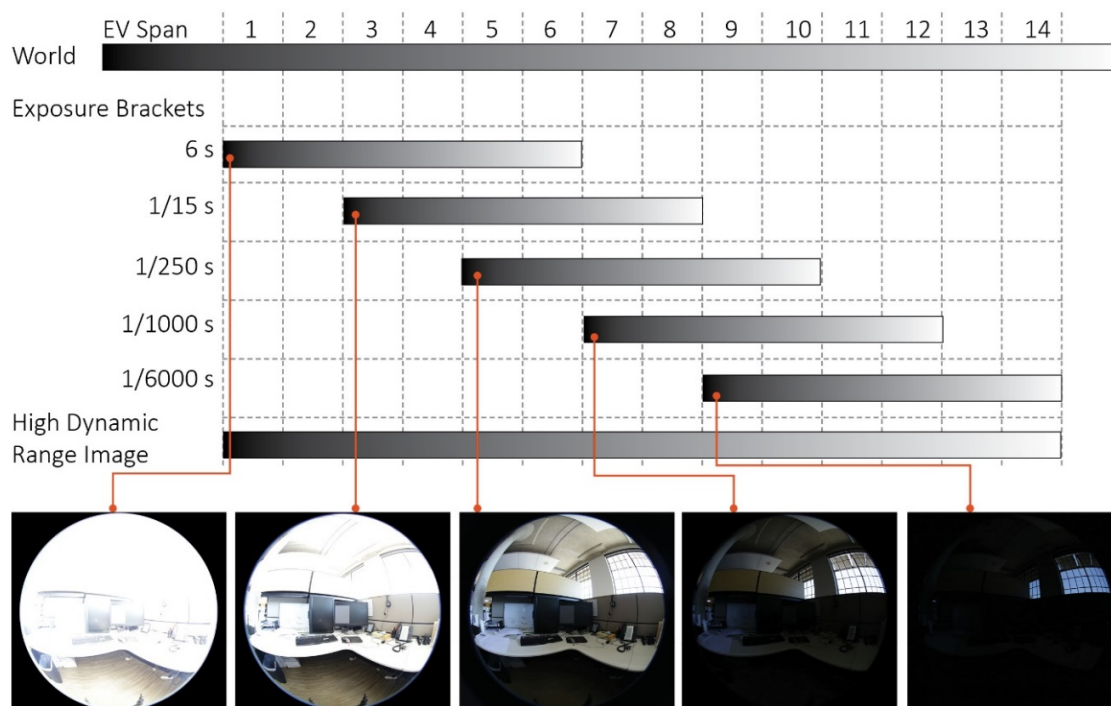 EV Span 1 2 3 4 5 6 7 8 9 10 11 12 13 14
World
Exposure Brackets
6 s
1/15 s
1/250 s
1/1000 s
1/6000 s
High Dynamic
Range Image